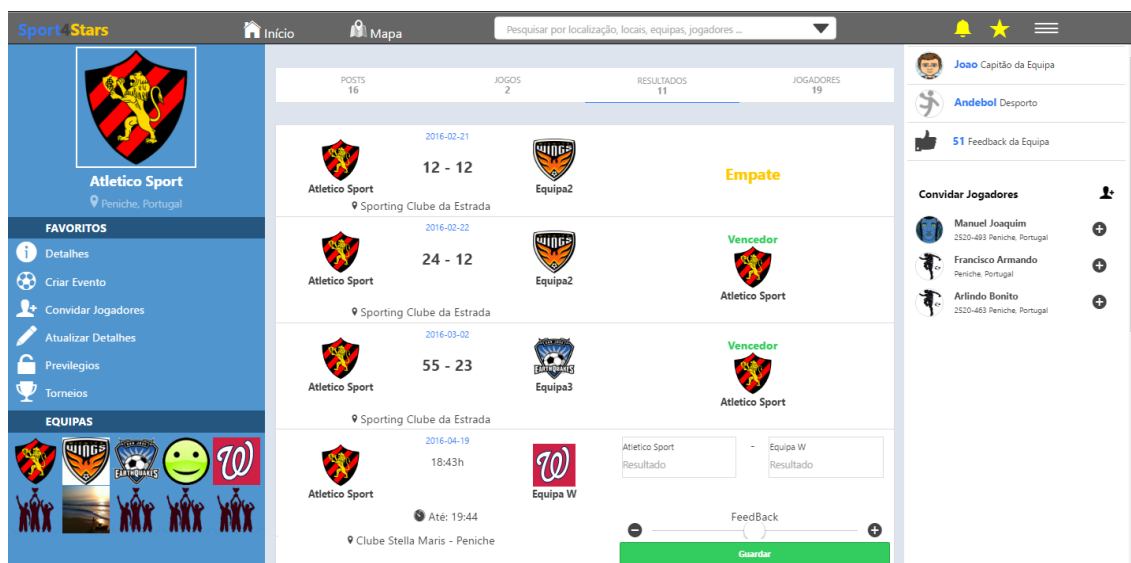 Sport4Stars
Início
Mapa
Pesquisar por localização, locais, equipas, jogadores ...
Atletico Sport
Peniche, Portugal
FAVORITOS
Detalhes
Criar Evento
Convidar Jogadores
Atualizar Detalhes
Previlegios
Torneios
EQUIPAS
WINGS
EARTHQUAKES
W
POSTS
16
JOGOS
2
RESULTADOS
11
JOGADORES
19
2016-02-21
12 - 12
WINGS
Atletico Sport
Equipa2
Empate
Sporting Clube da Estrada
2016-02-22
24 - 12
WINGS
Atletico Sport
Equipa2
Vencedor
Atletico Sport
Sporting Clube da Estrada
2016-03-02
55 - 23
EARTHQUAKES
Atletico Sport
Equipa3
Vencedor
Atletico Sport
Sporting Clube da Estrada
2016-04-19
18:43h
W
Atletico Sport
Equipa W
Até: 19:44
Clube Stella Maris - Peniche
Atletico Sport
Resultado
-
Equipa W
Resultado
FeedBack
Guardar
Joao Capitão da Equipa
Andebol Desporto
51 Feedback da Equipa
Convidar Jogadores
Manuel Joaquim
2520-493 Peniche, Portugal
Francisco Armando
Peniche, Portugal
Arlindo Bonito
2520-463 Peniche, Portugal